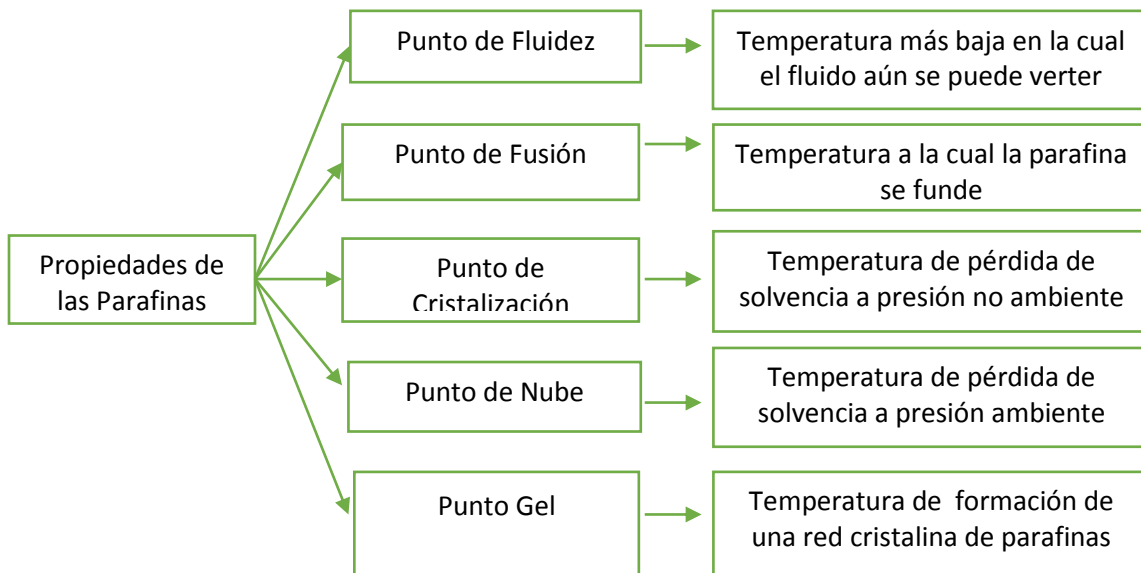 Propiedades de
las Parafinas
Punto de Fluidez
Temperatura más baja en la cual
el fluido aún se puede verter
Punto de Fusión
Temperatura a la cual la parafina
se funde
Punto de
Cristalización
Temperatura de pérdida de
solvencia a presión no ambiente
Punto de Nube
Temperatura de pérdida de
solvencia a presión ambiente
Punto Gel
Temperatura de formación de
una red cristalina de parafinas